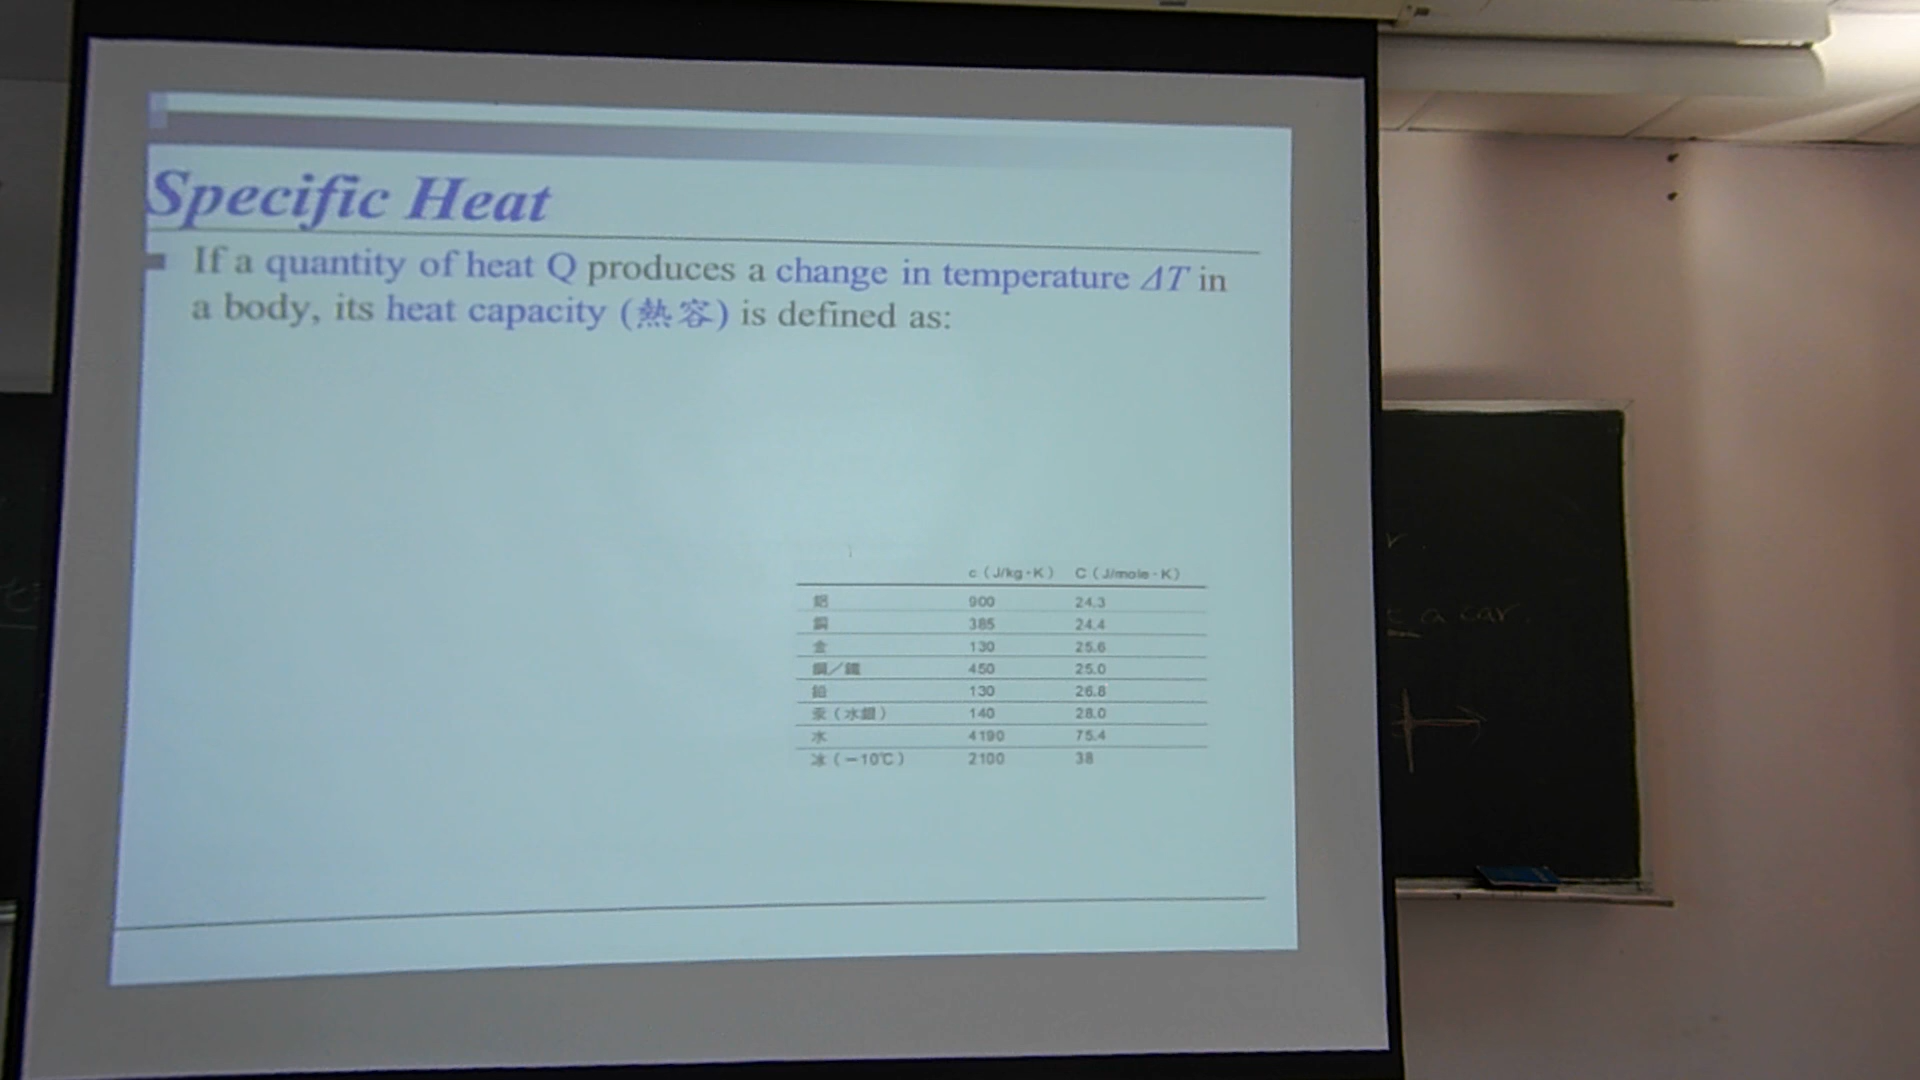 Specific Heat
If a quantity of heat Q produces a change in temperature ΔT in
a body, its heat capacity (熱容) is defined as:
c (J/kg·K) C (J/mole·K)
鋁 900 24.3
銅 385 24.4
金 130 25.6
鋼/鐵 450 25.0
鉛 130 26.8
汞(水銀) 140 28.0
水 4190 75.4
冰(-10℃) 2100 38
a car.